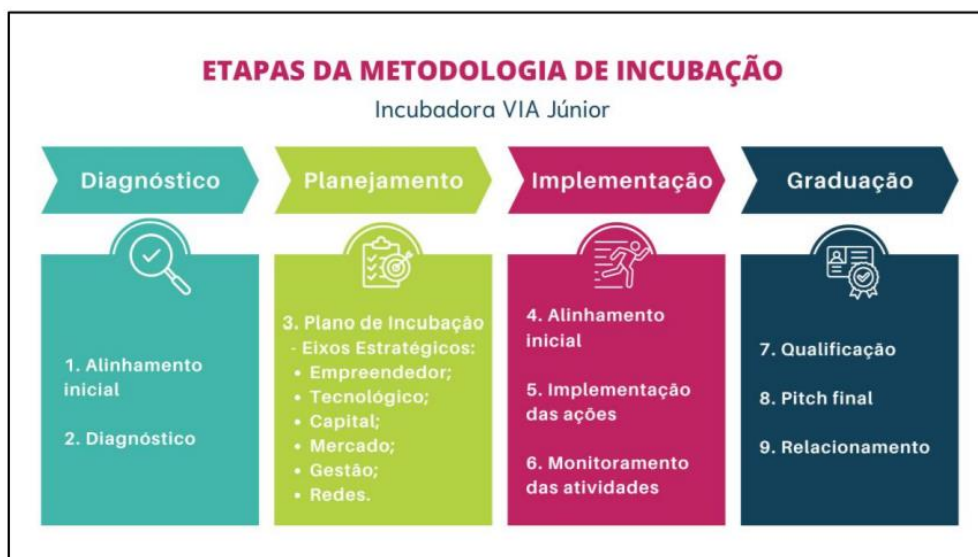 ETAPAS DA METODOLOGIA DE INCUBAÇÃO
Incubadora VIA Júnior
Diagnóstico
1. Alinhamento
inicial
2. Diagnóstico
Planejamento
3. Plano de Incubação
- Eixos Estratégicos:
• Empreendedor;
• Tecnológico;
• Capital;
• Mercado;
• Gestão;
• Redes.
Implementação
4. Alinhamento
inicial
5. Implementação
das ações
6. Monitoramento
das atividades
Graduação
7. Qualificação
8. Pitch final
9. Relacionamento